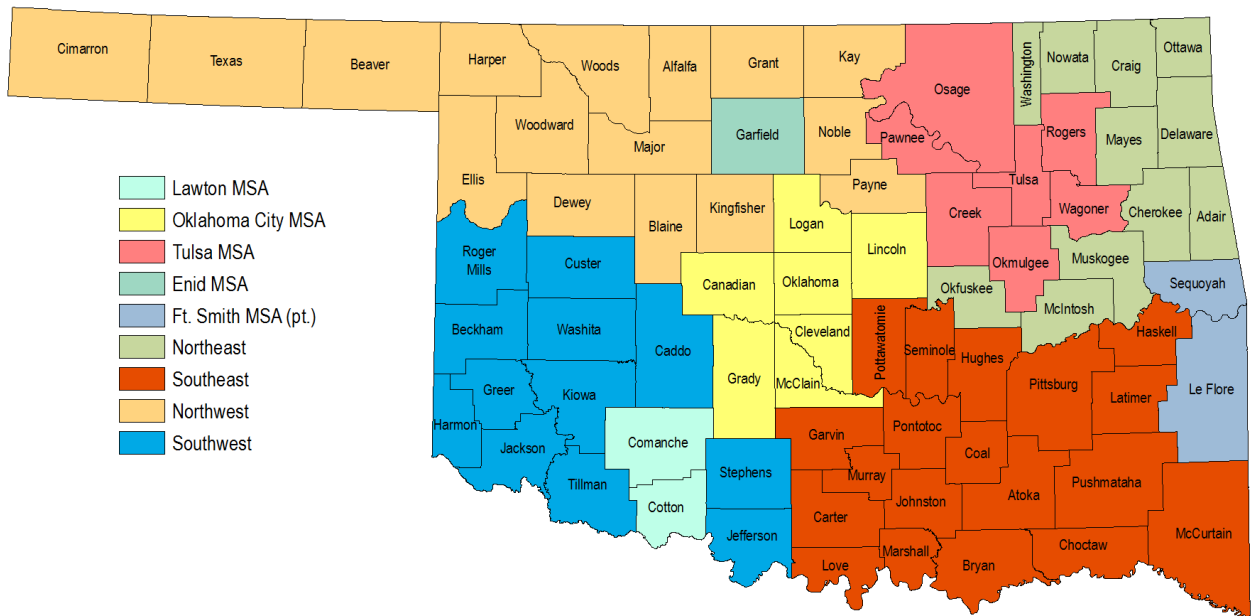 Cimarron
Texas
Beaver
Harper
Woods
Alfalfa
Grant
Kay
Osage
Washington
Nowata
Craig
Ottawa
Woodward
Major
Garfield
Noble
Pawnee
Rogers
Mayes
Delaware
Ellis
Dewey
Blaine
Kingfisher
Logan
Payne
Lincoln
Creek
Tulsa
Wagoner
Cherokee
Adair
Roger
Mills
Custer
Canadian
Oklahoma
Okfuskee
Okmulgee
Muskogee
McIntosh
Sequoyah
Beckham
Washita
Caddo
Grady
Cleveland
McClain
Pottawatomie
Seminole
Hughes
Pittsburg
Haskell
Latimer
Le Flore
Harmon
Greer
Kiowa
Jackson
Tillman
Comanche
Cotton
Stephens
Jefferson
Garvin
Murray
Carter
Love
Pontotoc
Johnston
Marshall
Coal
Atoka
Bryan
Pushmataha
Choctaw
McCurtain
Lawton MSA
Oklahoma City MSA
Tulsa MSA
Enid MSA
Ft. Smith MSA (pt.)
Northeast
Southeast
Northwest
Southwest